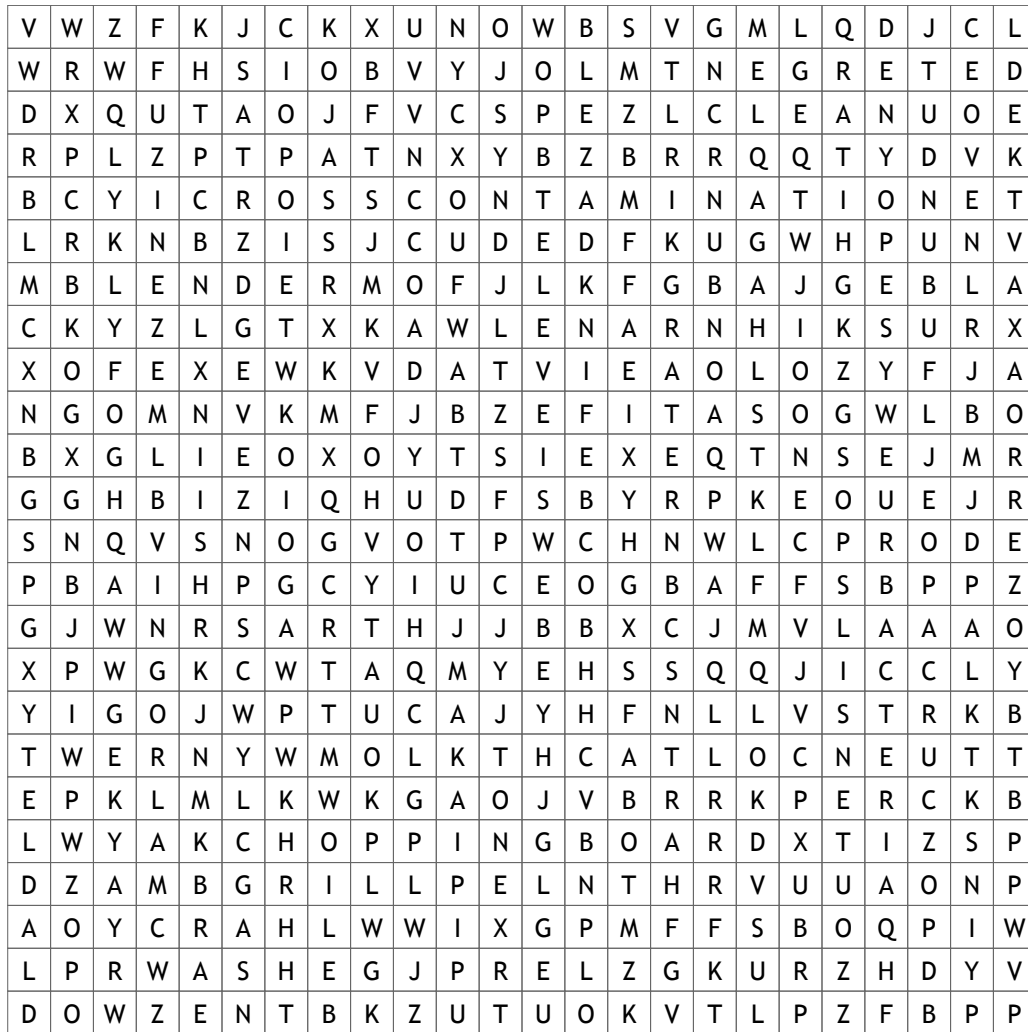 V W Z F K J C K X U N O W B S V G M L Q D J C L
W R W F H S I O B V Y J O L M T N E G R E T E D
D X Q U T A O J F V C S P E Z L C L E A N U O E
R P L Z P T P A T N X Y B Z B R R Q Q T Y D V K
B C Y I C R O S S C O N T A M I N A T I O N E T
L R K N B Z I S J C U D E D F K U G W H P U N V
M B L E N D E R M O F J L K F G B A J G E B L A
C K Y Z L G T X K A W L E N A R N H I K S U R X
X O F E X E W K V D A T V I E A O L O Z Y F J A
N G O M N V K M F J B Z E F I T A S O G W L B O
B X G L I E O X O Y T S I E X E Q T N S E J M R
G G H B I Z I Q H U D F S B Y R P K E O U E J R
S N Q V S N O G V O T P W C H N W L C P R O D E
P B A I H P G C Y I U C E O G B A F F S B P P Z
G J W N R S A R T H J J B B X C J M V L A A A O
X P W G K C W T A Q M Y E H S S Q Q J I C C L Y
Y I G O J W P T U C A J Y H F N L L V S T R K B
T W E R N Y W M O L K T H C A T L O C N E U T T
E P K L M L K W K G A O J V B R R K P E R C K B
L W Y A K C H O P P I N G B O A R D X T I Z S P
D Z A M B G R I L L P E L N T H R V U U A O N P
A O Y C R A H L W W I X G P M F F S B O Q P I W
L P R W A S H E G J P R E L Z G K U R Z H D Y V
D O W Z E N T B K Z U T U O K V T L P Z F B P P